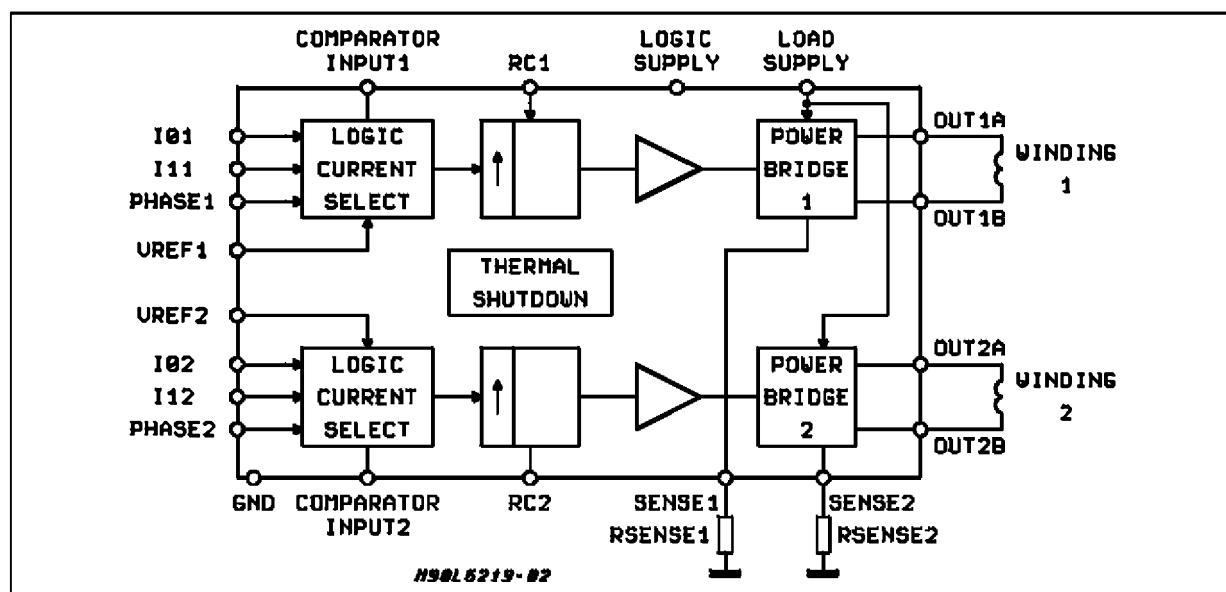 COMPARATOR
INPUT1
RC1
LOGIC
SUPPLY
LOAD
SUPPLY
I01
I11
PHASE1
VREF1
LOGIC
CURRENT
SELECT
POWER
BRIDGE
1
OUT1A
OUT1B
WINDING
1
THERMAL
SHUTDOWN
VREF2
I02
I12
PHASE2
LOGIC
CURRENT
SELECT
POWER
BRIDGE
2
OUT2A
OUT2B
WINDING
2
GND
COMPARATOR
INPUT2
RC2
SENSE1
RSENSE1
SENSE2
RSENSE2
M90L6219-02